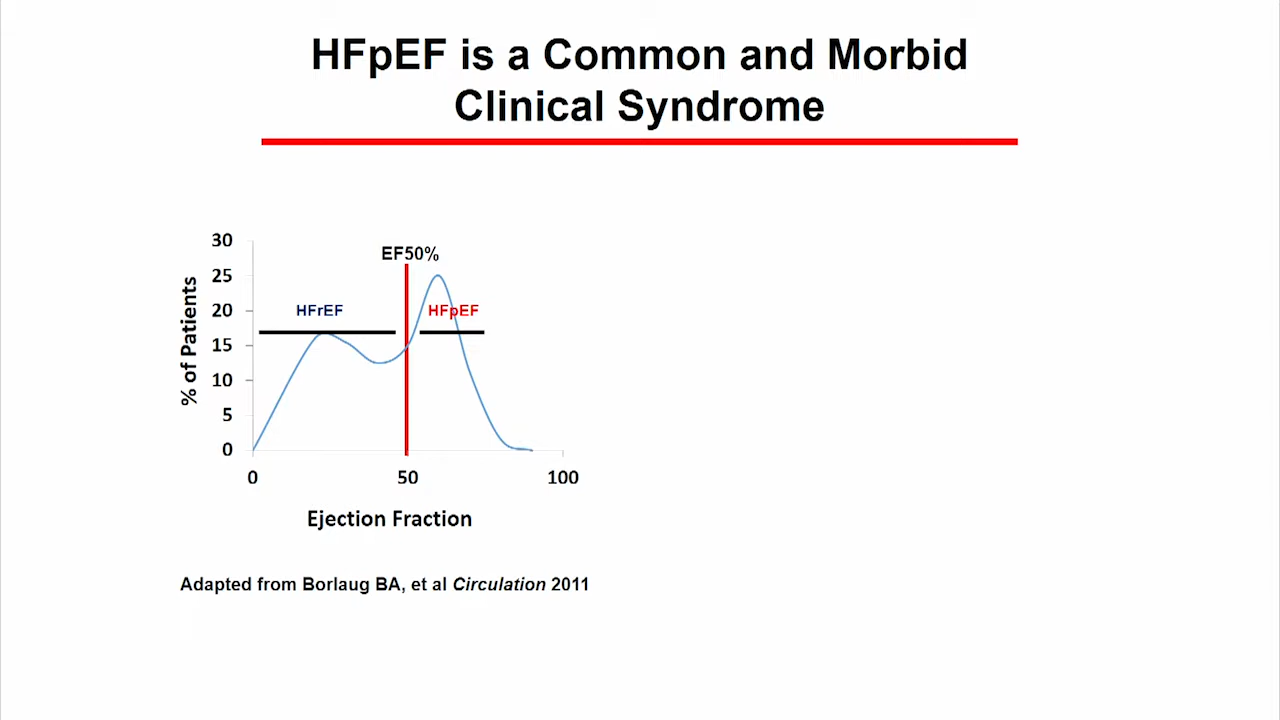 HFpEF is a Common and Morbid
Clinical Syndrome
30
25
20
15
10
5
0
% of Patients
EF50%
HFrEF
HFpEF
0 50 100
Ejection Fraction
Adapted from Borlaug BA, et al Circulation 2011